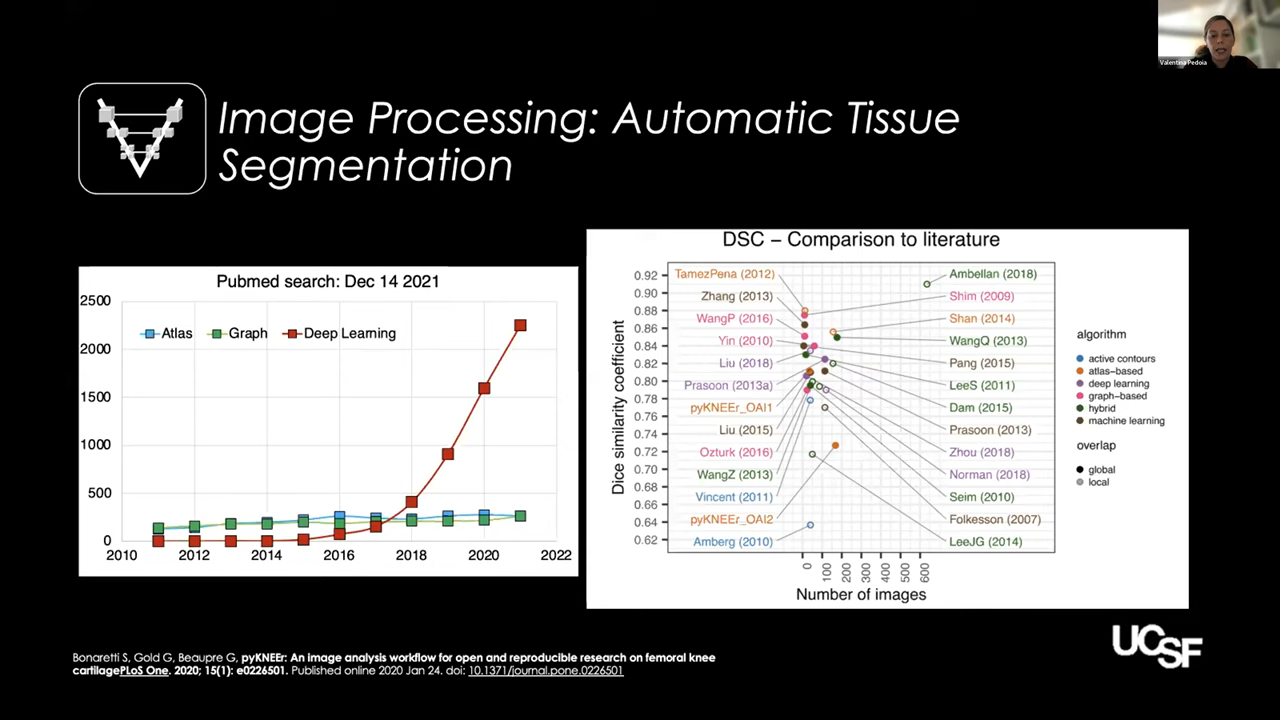 Valentina Pedoia
Image Processing: Automatic Tissue
Segmentation
Pubmed search: Dec 14 2021
2500
2000
1500
1000
500
0
Atlas
Graph
Deep Learning
2010
2012
2014
2016
2018
2020
2022
DSC – Comparison to literature
Dice similarity coefficient
0.92
0.90
0.88
0.86
0.84
0.82
0.80
0.78
0.76
0.74
0.72
0.70
0.68
0.66
0.64
0.62
TamezPena (2012)
Zhang (2013)
WangP (2016)
Yin (2010)
Liu (2018)
Prasoon (2013a)
pyKNEEr_OAI1
Liu (2015)
Ozturk (2016)
WangZ (2013)
Vincent (2011)
pyKNEEr_OAI2
Amberg (2010)
Ambellan (2018)
Shim (2009)
Shan (2014)
WangQ (2013)
Pang (2015)
LeeS (2011)
Dam (2015)
Prasoon (2013)
Zhou (2018)
Norman (2018)
Seim (2010)
Folkesson (2007)
LeeJG (2014)
0
100
200
300
400
500
600
Number of images
algorithm
active contours
atlas-based
deep learning
graph-based
hybrid
machine learning
overlap
global
local
UCSF
Bonaretti S, Gold G, Beaupre G, pyKNEEr: An image analysis workflow for open and reproducible research on femoral knee
cartilagePLoS One. 2020; 15(1): e0226501. Published online 2020 Jan 24. doi: 10.1371/journal.pone.0226501